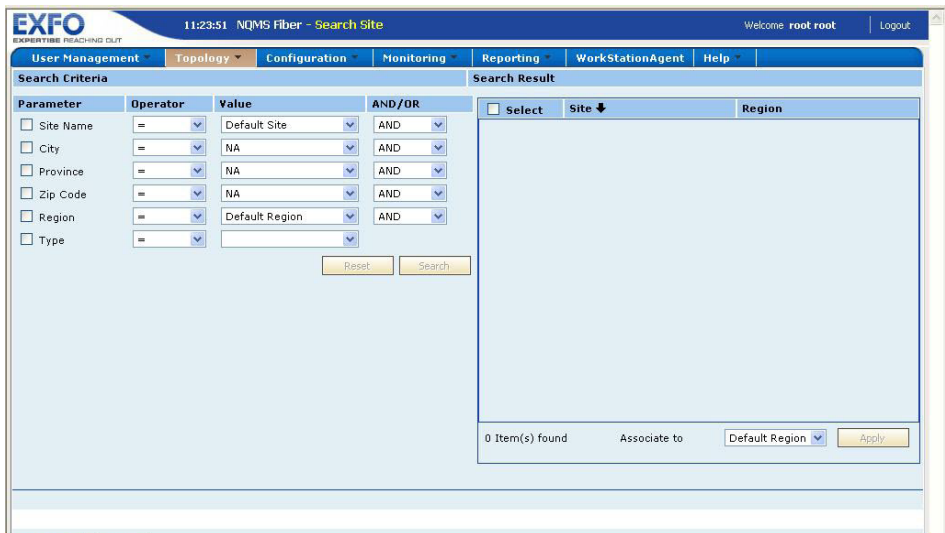 EXFO
EXPERTISE REACHING OUT
11:23:51 NQMS Fiber - Search Site
Welcome root root
Logout
User Management Topology Configuration Monitoring Reporting WorkStationAgent Help
Search Criteria
Parameter Operator Value AND/OR
Site Name = Default Site AND
City = NA AND
Province = NA AND
Zip Code = NA AND
Region = Default Region AND
Type =
Reset Search
Search Result
Select Site Region
0 Item(s) found Associate to Default Region Apply